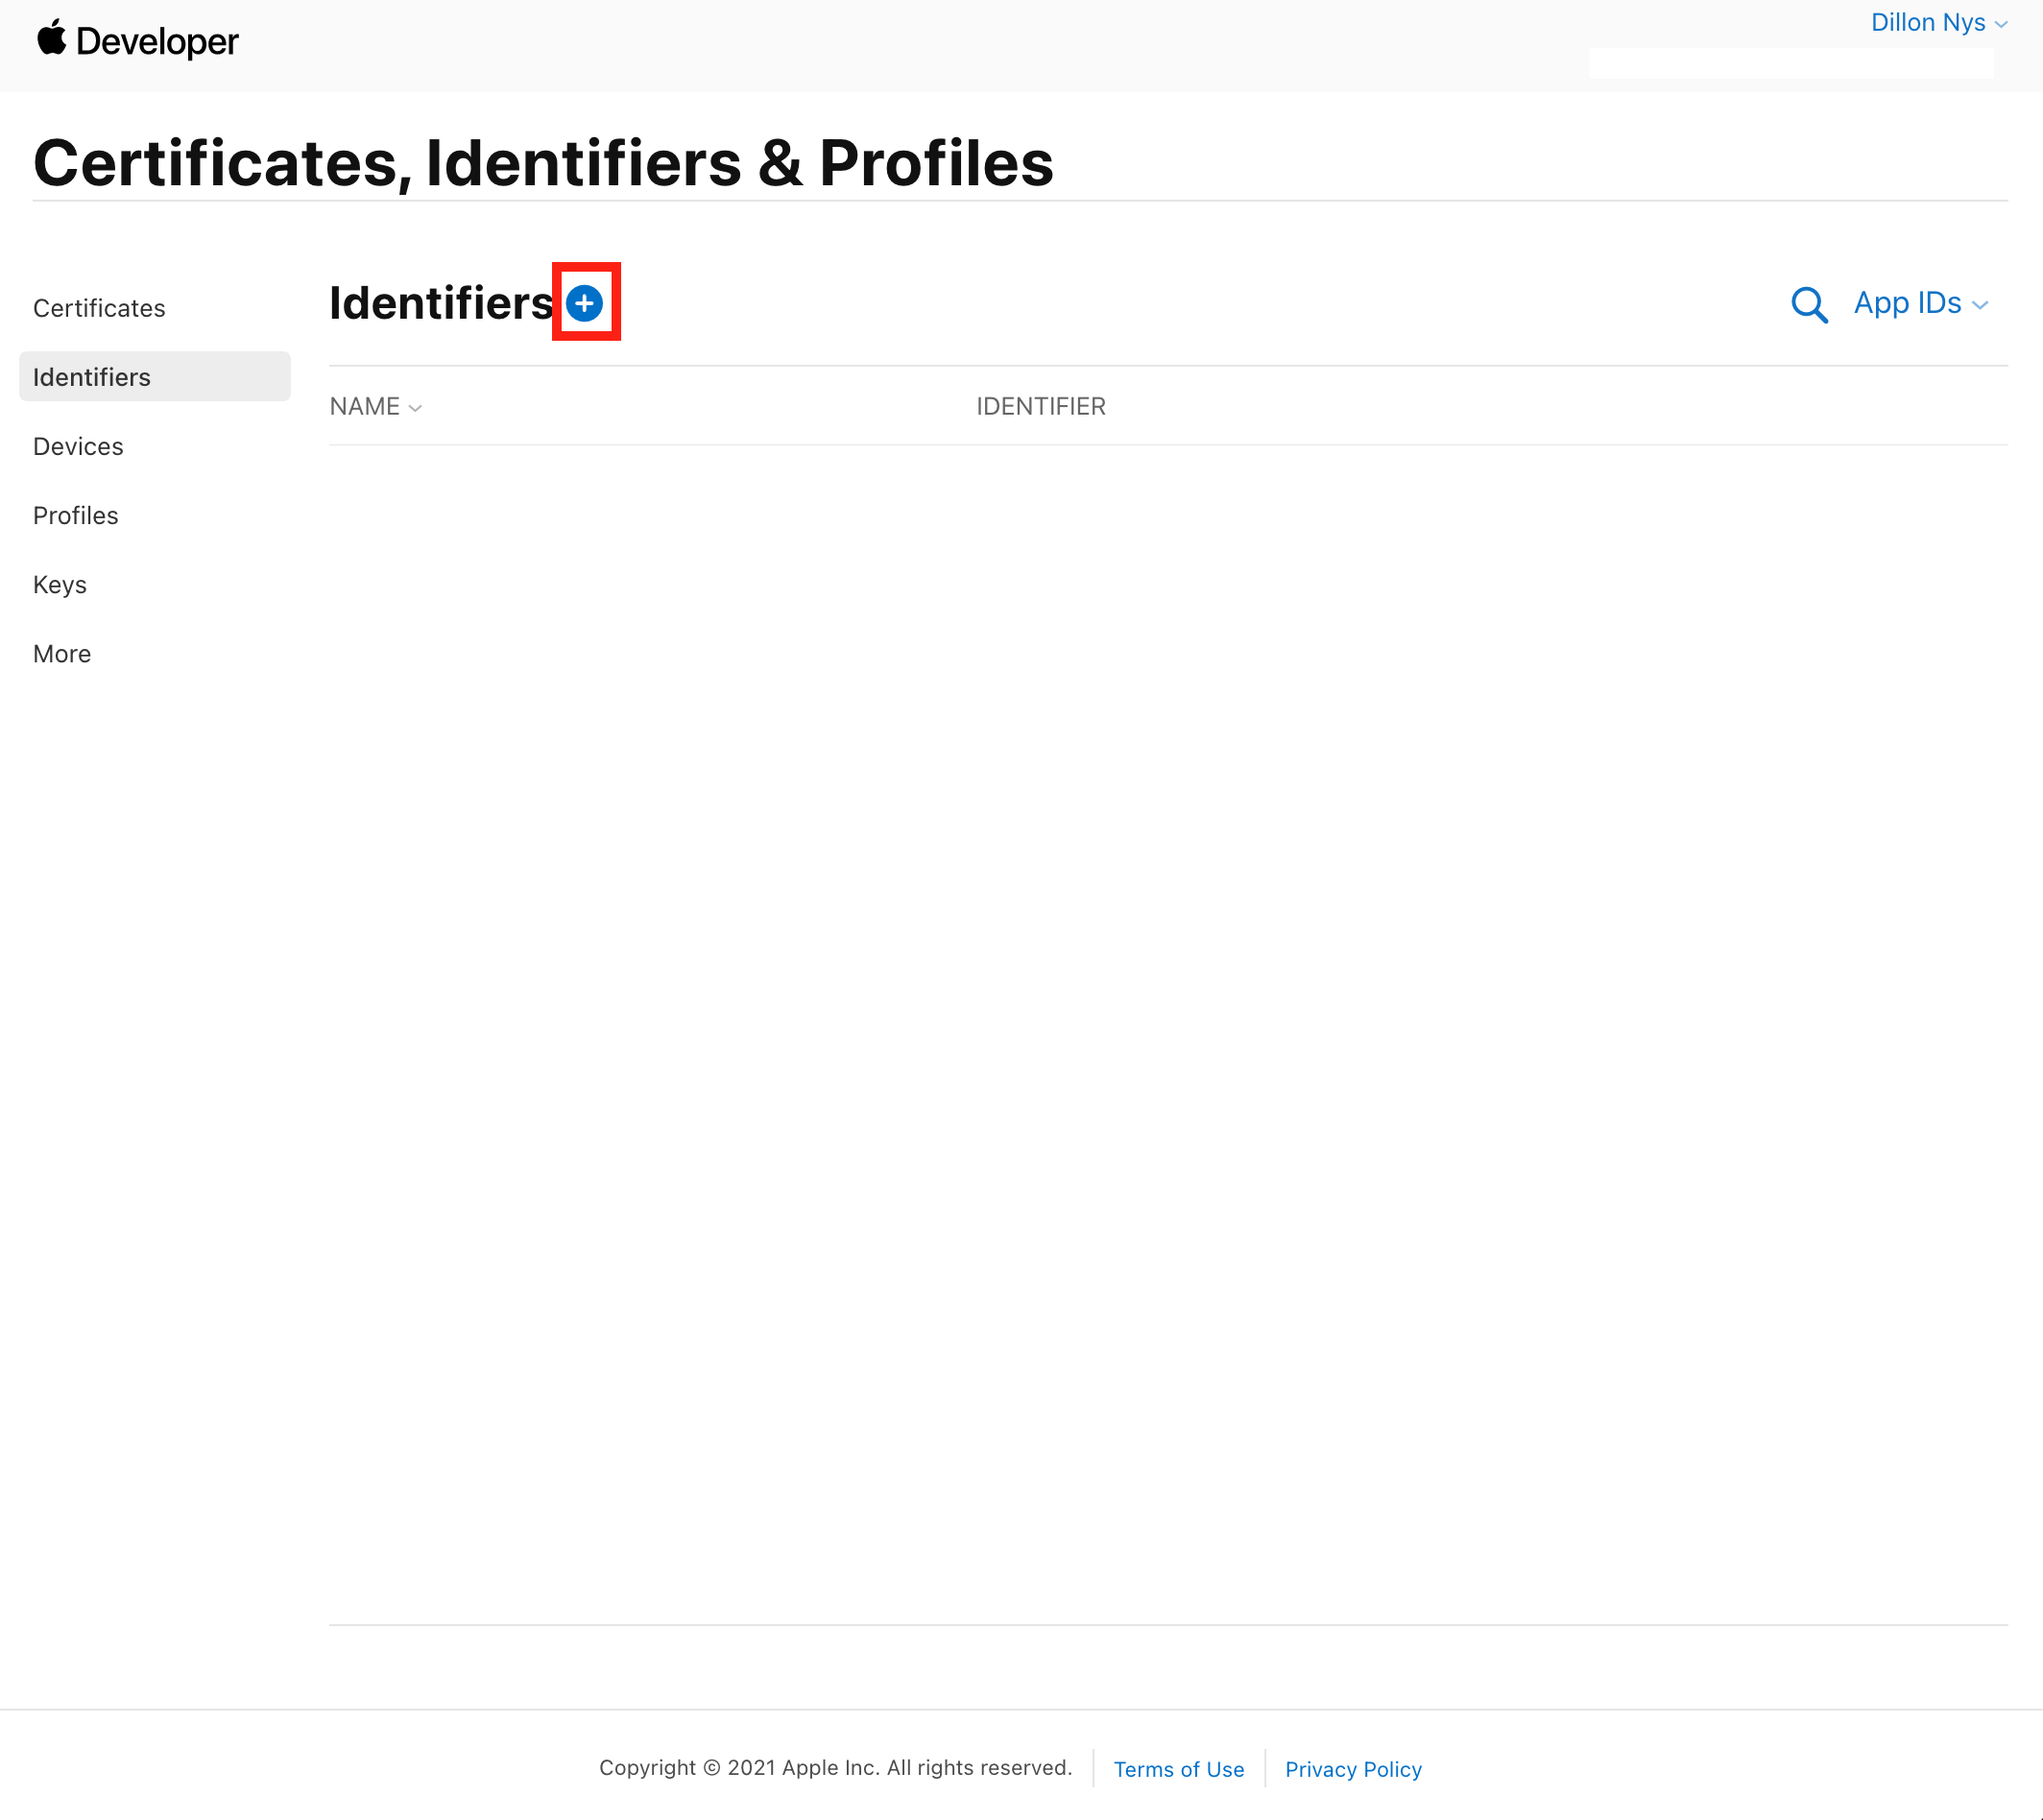 Developer
Dillon Nys
Certificates, Identifiers & Profiles
Certificates
Identifiers
Devices
Profiles
Keys
More
Identifiers
App IDs
NAME IDENTIFIER
Copyright © 2021 Apple Inc. All rights reserved. Terms of Use Privacy Policy